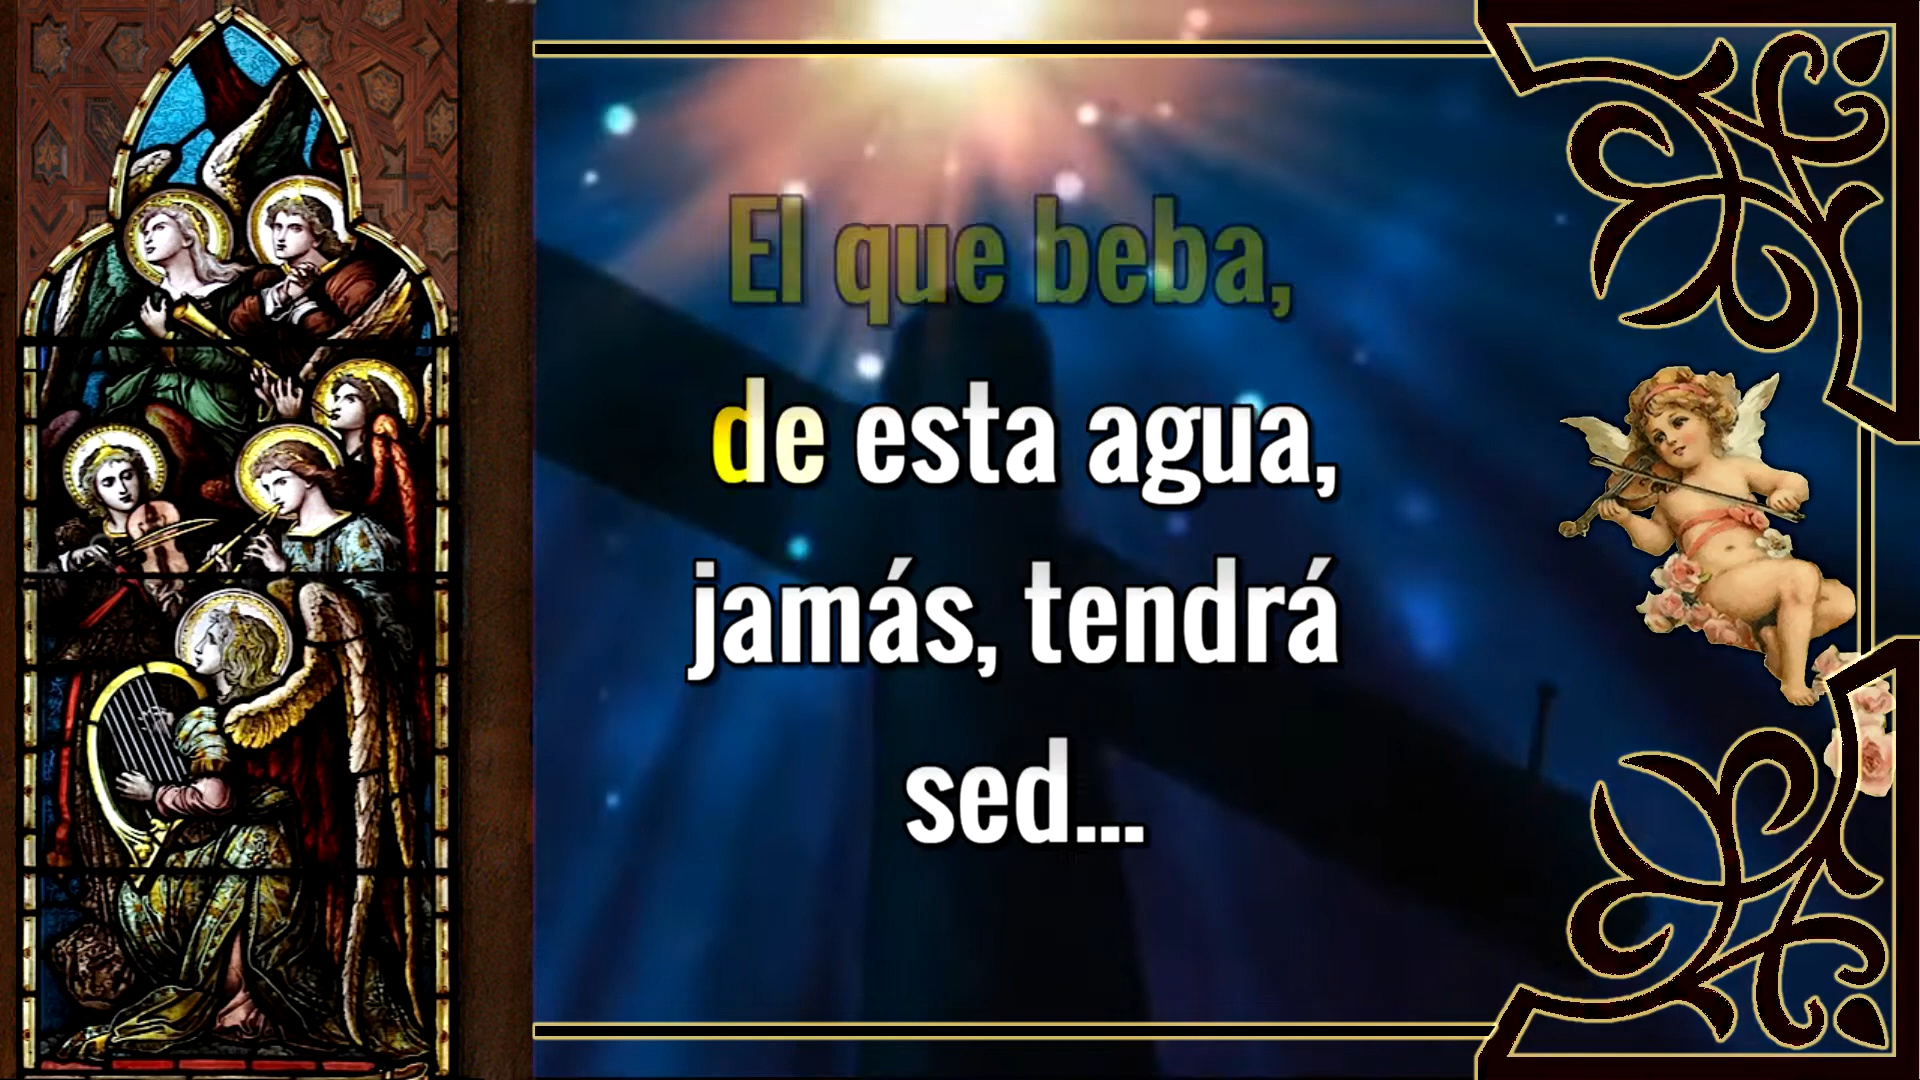 El que beba,
de esta agua,
jamás, tendrá
sed...